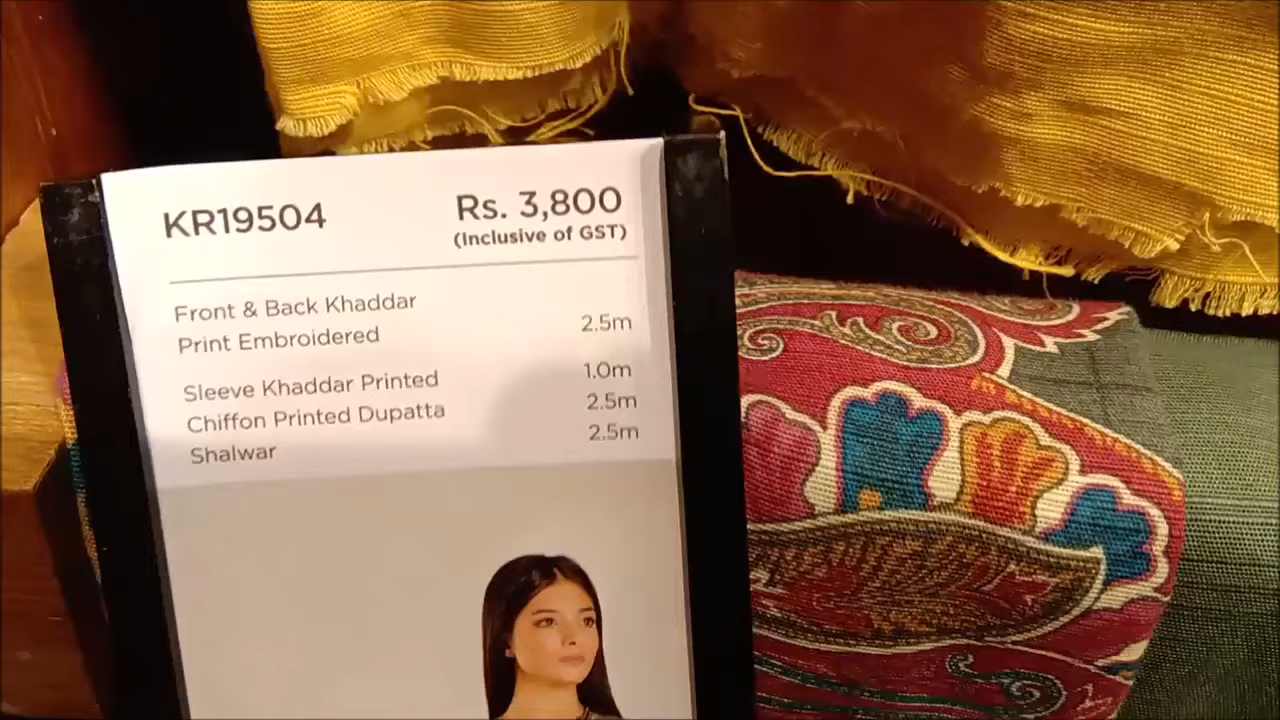 KR19504 Rs. 3,800
(Inclusive of GST)
Front & Back Khaddar
Print Embroidered 2.5m
Sleeve Khaddar Printed 1.0m
Chiffon Printed Dupatta 2.5m
Shalwar 2.5m